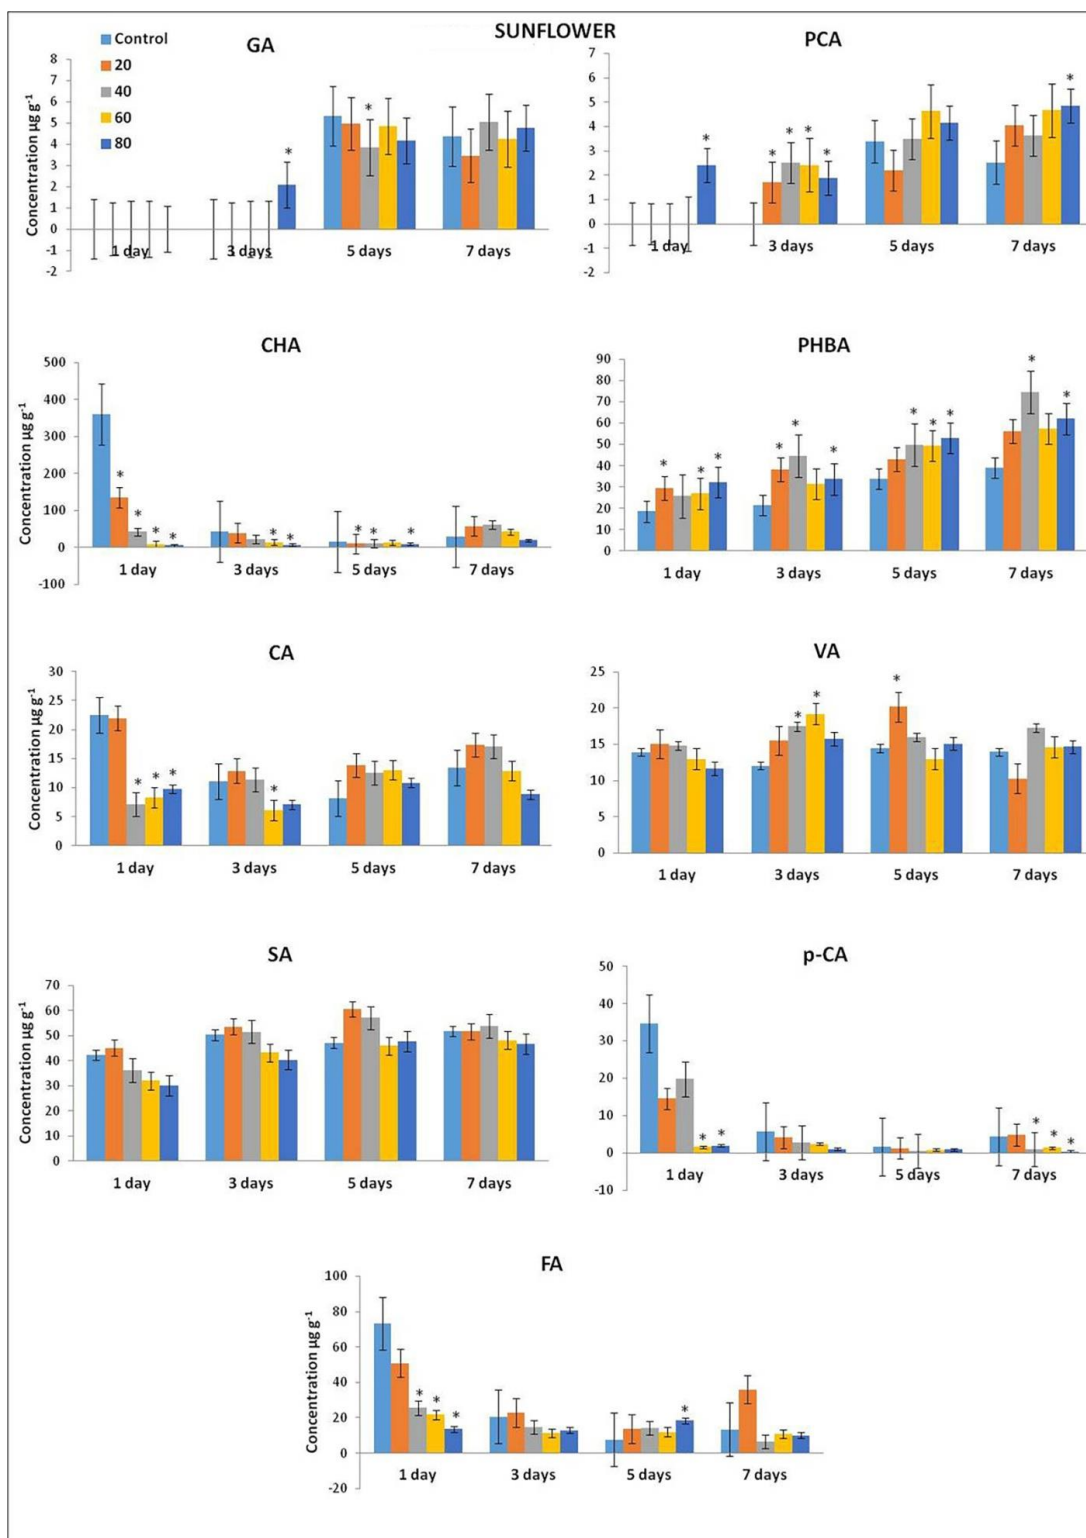 SUNFLOWER
Control
20
40
60
80
GA
Concentration µg g⁻¹
8
7
6
5
4
3
2
1
0
-1
-2
1 day
3 days
5 days
7 days
*
*
PCA
7
6
5
4
3
2
1
0
-1
-2
1 day
3 days
5 days
7 days
*
* * * *
*
CHA
Concentration µg g⁻¹
500
400
300
200
100
0
-100
1 day
3 days
5 days
7 days
* * * *
* *
* * *
PHBA
90
80
70
60
50
40
30
20
10
0
1 day
3 days
5 days
7 days
* * *
* * *
* * *
* *
CA
Concentration µg g⁻¹
30
25
20
15
10
5
0
1 day
3 days
5 days
7 days
* * *
*
VA
25
20
15
10
5
0
1 day
3 days
5 days
7 days
* *
*
SA
Concentration µg g⁻¹
70
60
50
40
30
20
10
0
1 day
3 days
5 days
7 days
p-CA
50
40
30
20
10
0
-10
1 day
3 days
5 days
7 days
* *
* * *
FA
Concentration µg g⁻¹
100
80
60
40
20
0
-20
1 day
3 days
5 days
7 days
* * *
*